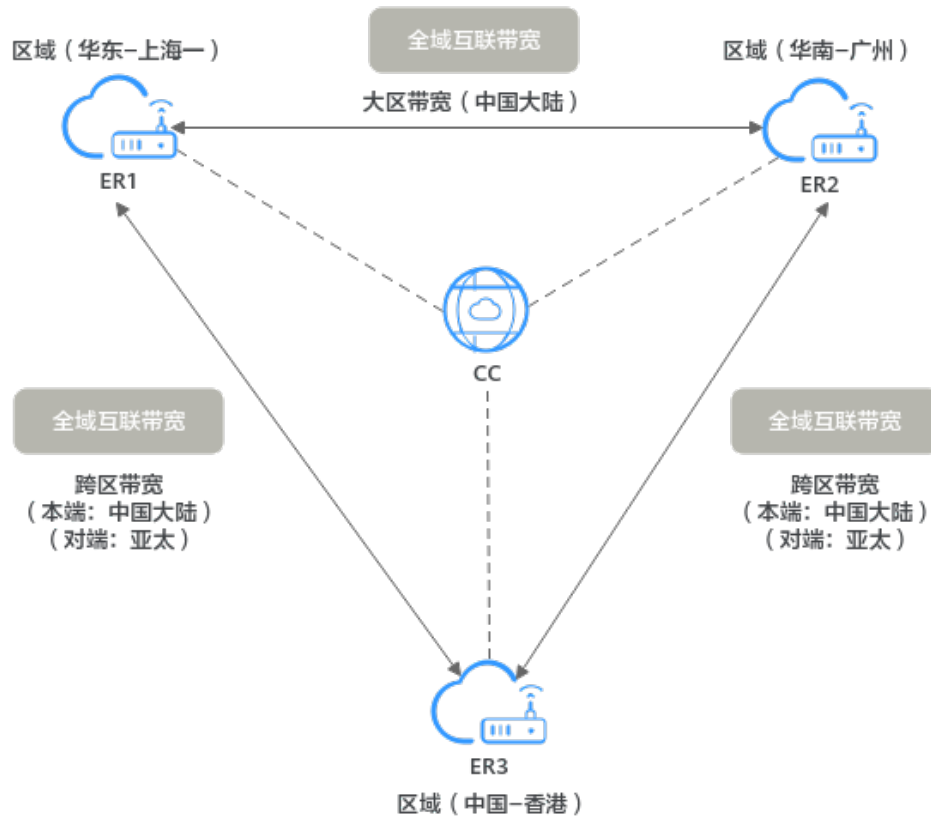 全域互联带宽
区域（华东–上海一）
区域（华南–广州）
大区带宽（中国大陆）
ER1
ER2
CC
全域互联带宽
全域互联带宽
跨区带宽
（本端：中国大陆）
（对端：亚太）
跨区带宽
（本端：中国大陆）
（对端：亚太）
ER3
区域（中国–香港）